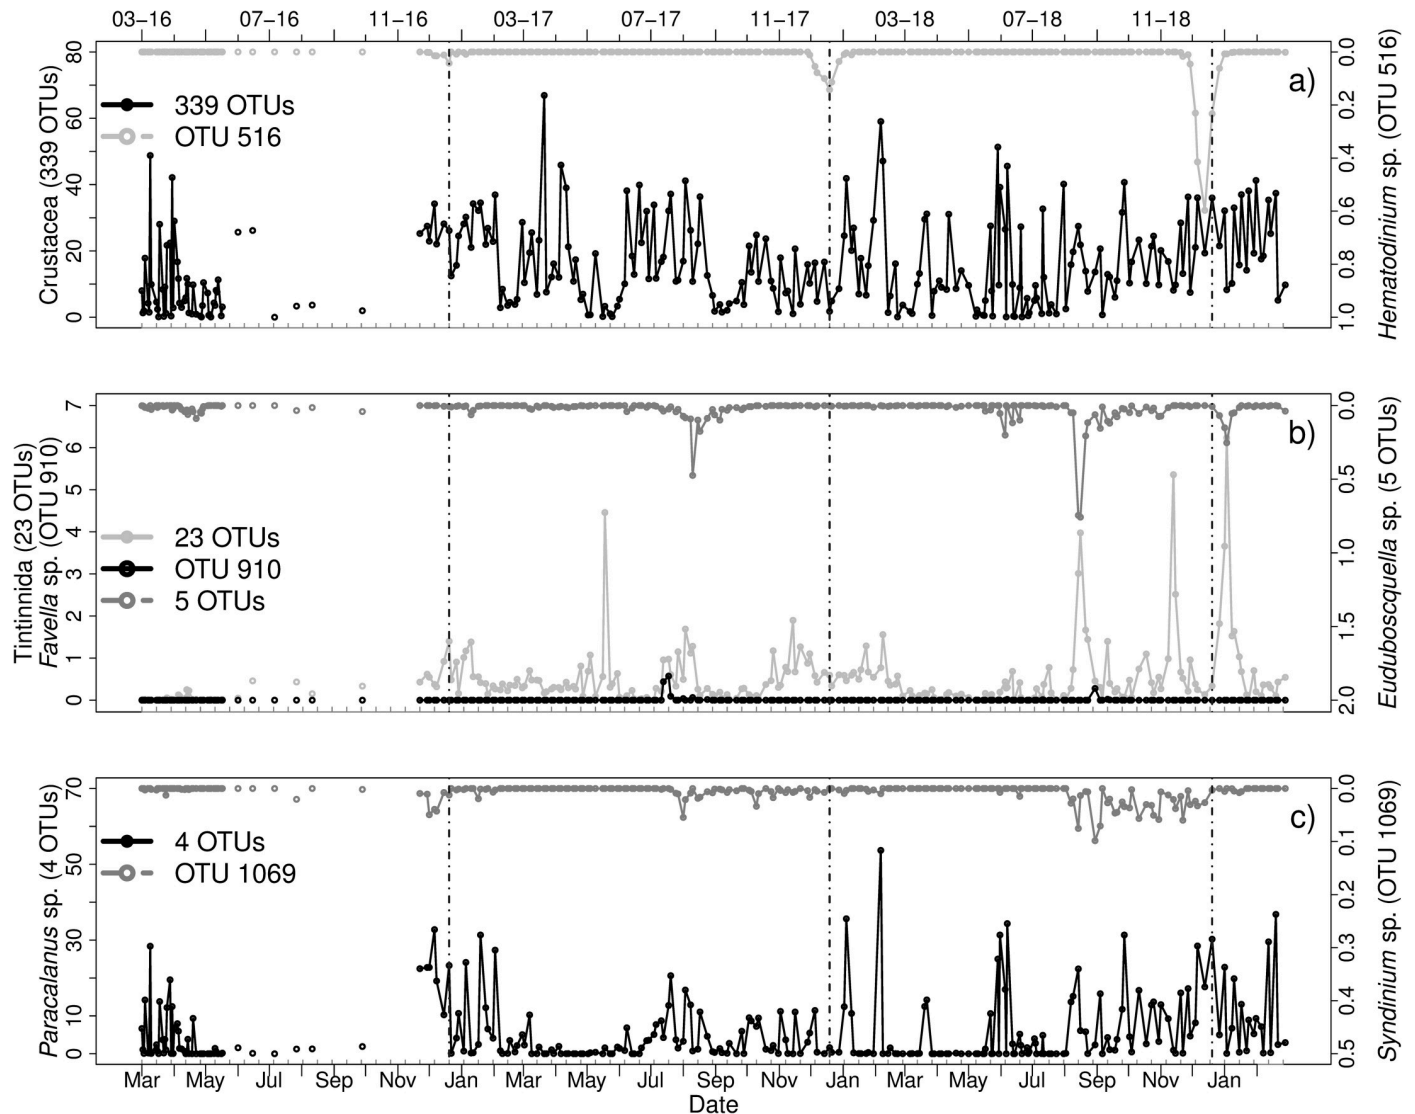 03–16 07–16 11–16 03–17 07–17 11–17 03–18 07–18 11–18
Crustacea (339 OTUs)
0 20 40 60 80
339 OTUs
OTU 516
a)
0.0 0.2 0.4 0.6 0.8 1.0
Hematodinium sp. (OTU 516)
Tintinnida (23 OTUs)
Favella sp. (OTU 910)
0 1 2 3 4 5 6 7
23 OTUs
OTU 910
5 OTUs
b)
0.0 0.5 1.0 1.5 2.0
Euduboscquella sp. (5 OTUs)
Paracalanus sp. (4 OTUs)
0 10 30 50 70
4 OTUs
OTU 1069
c)
0.0 0.1 0.2 0.3 0.4 0.5
Syndinium sp. (OTU 1069)
Mar May Jul Sep Nov Jan Mar May Jul Sep Nov Jan Mar May Jul Sep Nov Jan
Date